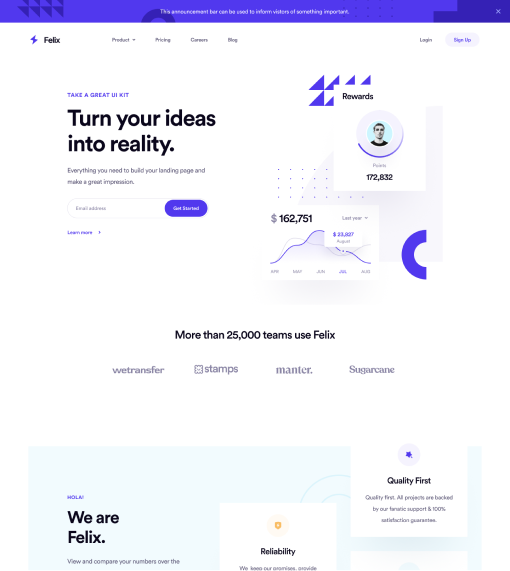 This announcement bar can be used to inform vistors of something important.
Felix
Product
Pricing
Careers
Blog
Login
Sign Up
TAKE A GREAT UI KIT
Turn your ideas
into reality.
Everything you need to build your landing page and
make a great impression.
Email address
Get Started
Learn more
Rewards
Points
172,832
$ 162,751
Last year
$ 23,827
August
APR
MAY
JUN
JUL
AUG
More than 25,000 teams use Felix
wetransfer
stamps
manter.
Sugarcane
HOLA!
We are
Felix.
View and compare your numbers over the
Reliability
We keep our promises, provide
Quality First
Quality first. All projects are backed
by our fanatic support & 100%
satisfaction guarantee.